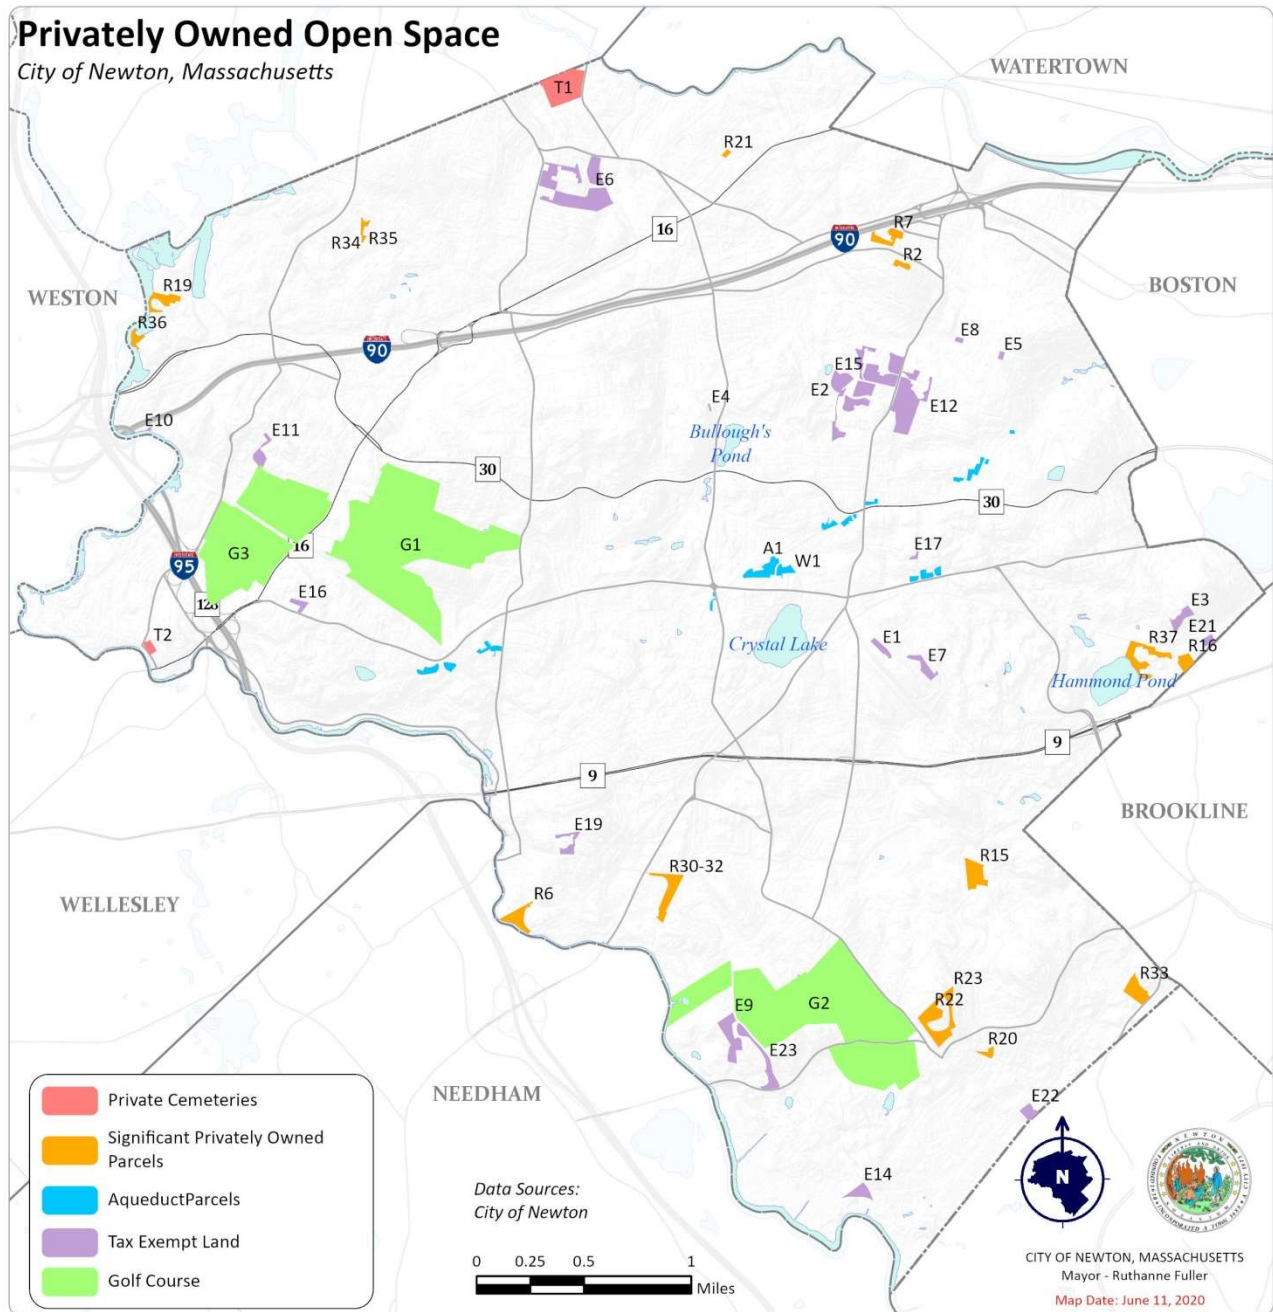 Privately Owned Open Space
City of Newton, Massachusetts
WATERTOWN
T1
R21
E6
16
R7
90
R2
R34
R35
BOSTON
WESTON
R19
R36
90
E8
E5
E15
E2
E4
E12
E10
E11
Bullough's
Pond
30
30
G3
16
G1
A1
W1
E17
95
128
E16
E3
T2
E21
E1
R37
R16
Crystal Lake
E7
Hammond Pond
9
9
BROOKLINE
E19
R30-32
R15
R6
WELLESLEY
R33
R23
R22
E9
G2
R20
E23
NEEDHAM
E22
E14
Private Cemeteries
Significant Privately Owned
Parcels
AqueductParcels
Tax Exempt Land
Golf Course
Data Sources:
City of Newton
0 0.25 0.5 1
Miles
N
CITY OF NEWTON, MASSACHUSETTS
Mayor - Ruthanne Fuller
Map Date: June 11, 2020